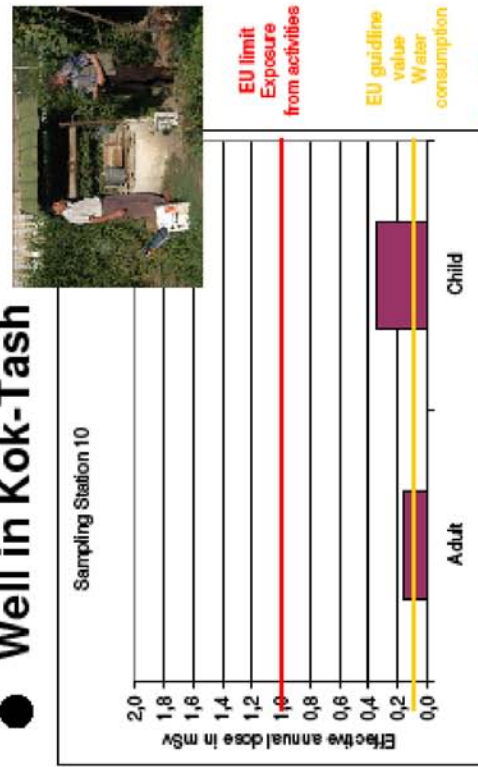 Well in Kok-Tash
Sampling Station 10
Effective annual dose in mSv
2,0
1,8
1,6
1,4
1,2
1,0
0,8
0,6
0,4
0,2
0,0
Adult
Child
EU limit
Exposure
from activities
EU guidline
value
Water
consumption